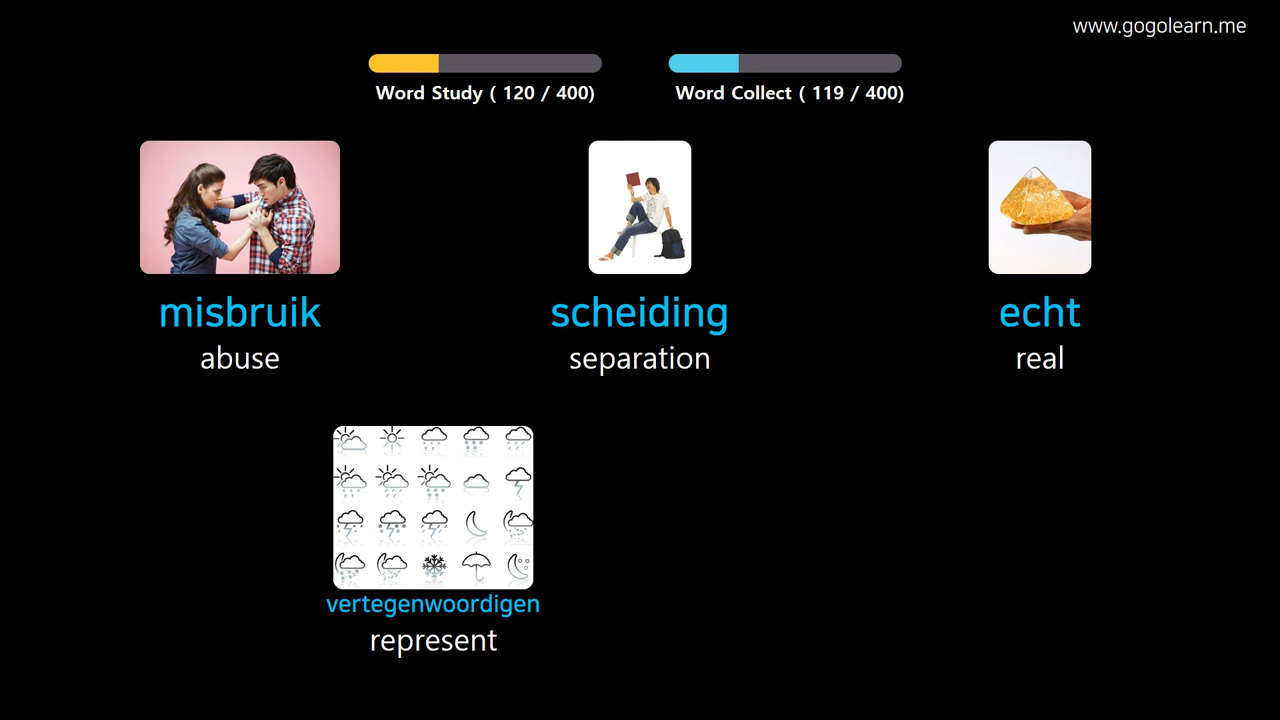 www.gogolearn.me
Word Study ( 120 / 400)
Word Collect ( 119 / 400)
misbruik
abuse
scheiding
separation
echt
real
vertegenwoordigen
represent